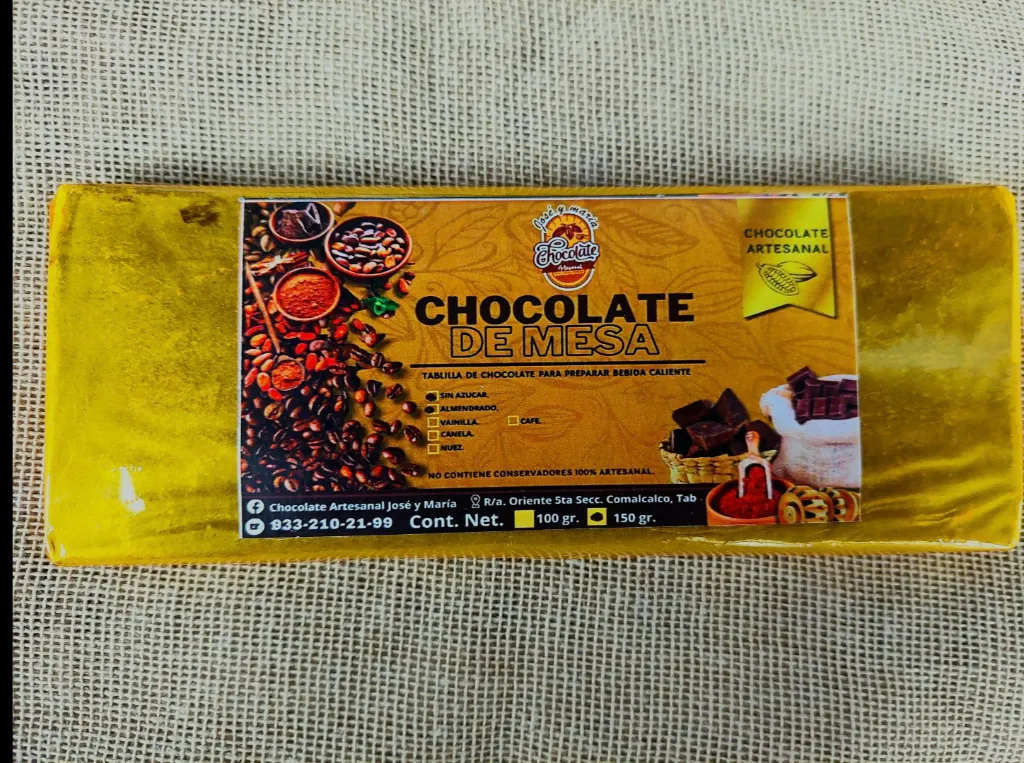 José y maría
Chocolate
Artesanal
CHOCOLATE
ARTESANAL
CHOCOLATE
DE MESA
TABLILLA DE CHOCOLATE PARA PREPARAR BEBIDA CALIENTE
SIN AZUCAR.
ALMENDRADO.
VAINILLA. CAFE.
CANELA.
NUEZ.
NO CONTIENE CONSERVADORES 100% ARTESANAL.
Chocolate Artesanal José y María R/a. Oriente 5ta Secc. Comalcalco, Tab
933-210-21-99 Cont. Net. 100 gr. 150 gr.